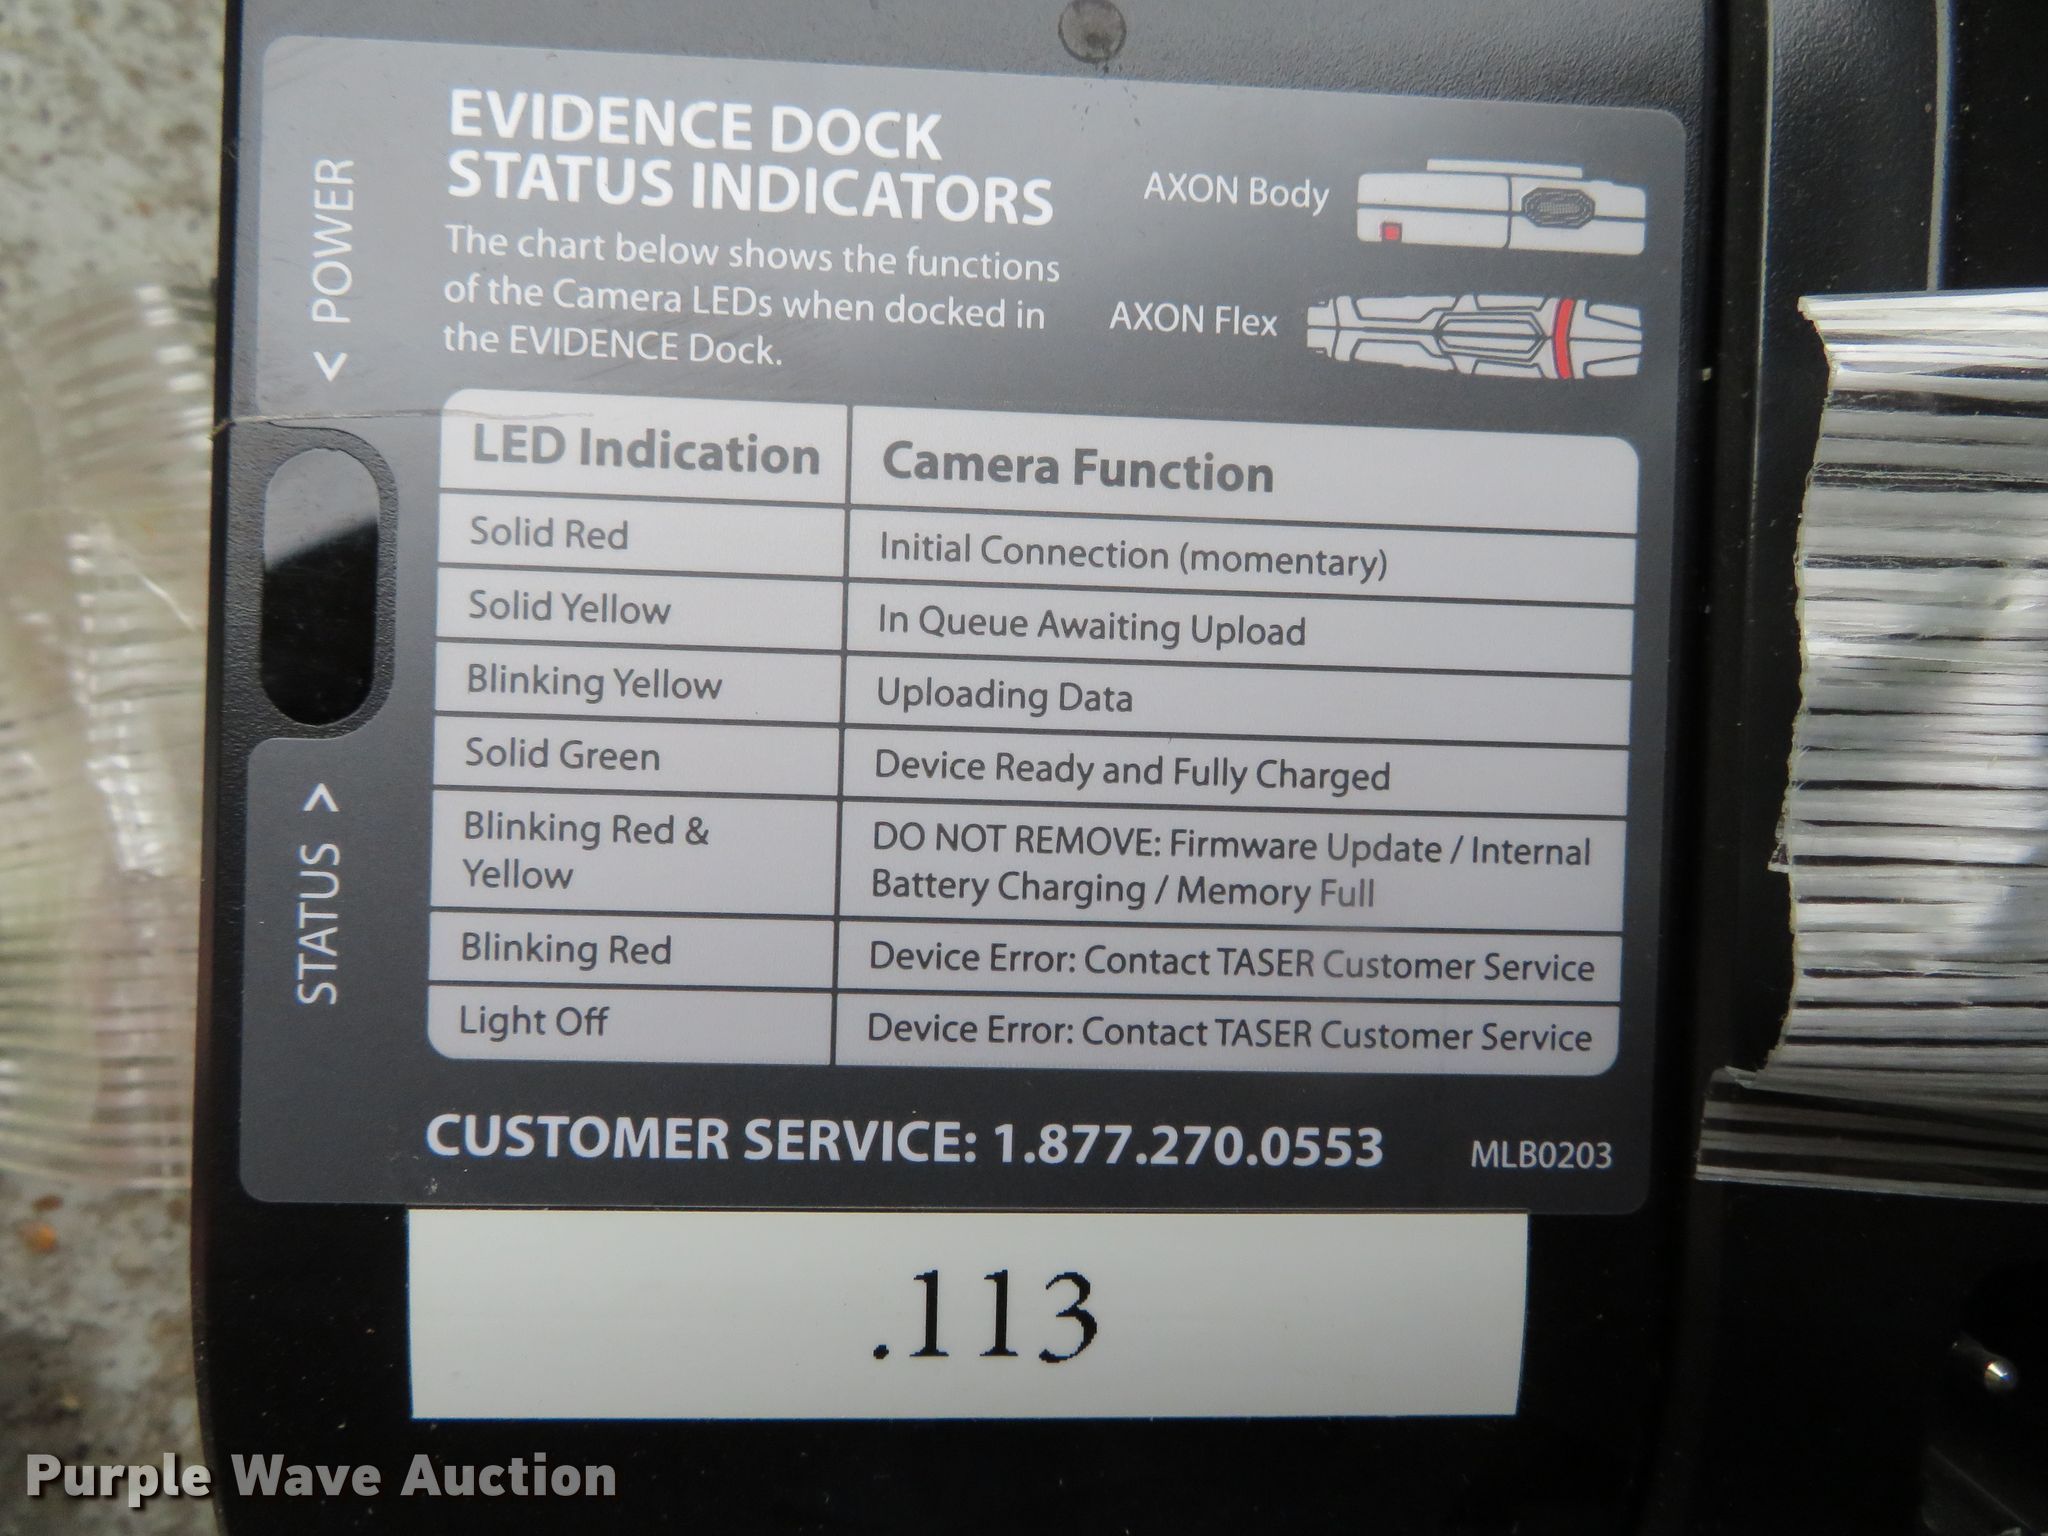 EVIDENCE DOCK
STATUS INDICATORS
The chart below shows the functions
of the Camera LEDs when docked in
the EVIDENCE Dock.
AXON Body
AXON Flex
< POWER
STATUS >
LED Indication Camera Function
Solid Red Initial Connection (momentary)
Solid Yellow In Queue Awaiting Upload
Blinking Yellow Uploading Data
Solid Green Device Ready and Fully Charged
Blinking Red &
Yellow
DO NOT REMOVE: Firmware Update / Internal
Battery Charging / Memory Full
Blinking Red Device Error: Contact TASER Customer Service
Light Off Device Error: Contact TASER Customer Service
CUSTOMER SERVICE: 1.877.270.0553 MLB0203
.113
Purple Wave Auction